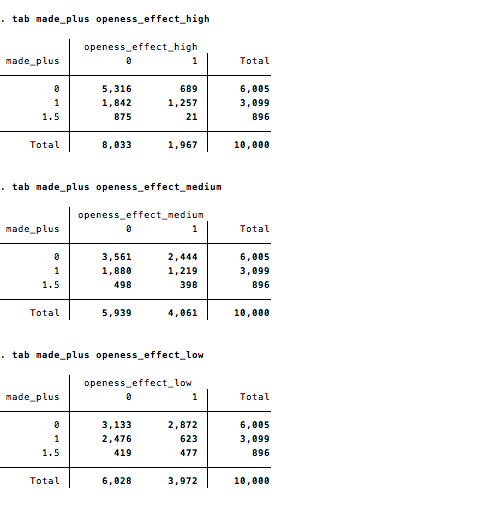 . tab made_plus openess_effect_high
openess_effect_high
made_plus 0 1 Total
0 5,316 689 6,005
1 1,842 1,257 3,099
1.5 875 21 896
Total 8,033 1,967 10,000
. tab made_plus openess_effect_medium
openess_effect_medium
made_plus 0 1 Total
0 3,561 2,444 6,005
1 1,880 1,219 3,099
1.5 498 398 896
Total 5,939 4,061 10,000
. tab made_plus openess_effect_low
openess_effect_low
made_plus 0 1 Total
0 3,133 2,872 6,005
1 2,476 623 3,099
1.5 419 477 896
Total 6,028 3,972 10,000